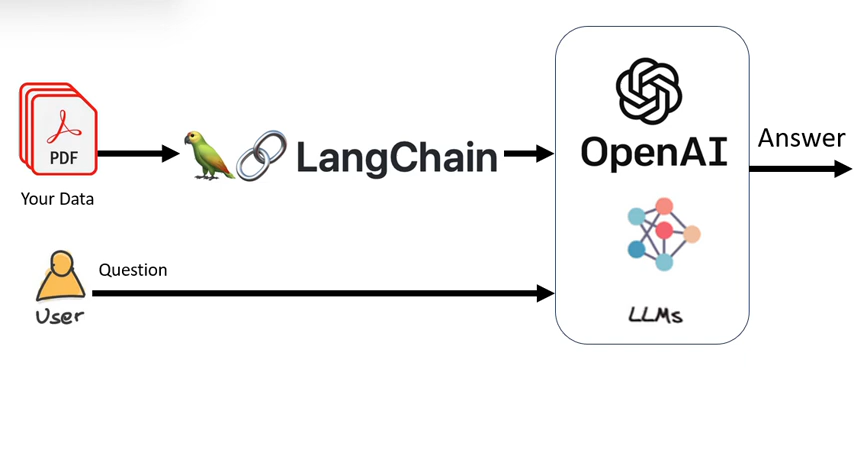 PDF
LangChain
OpenAI
Answer
Your Data
Question
User
LLMs